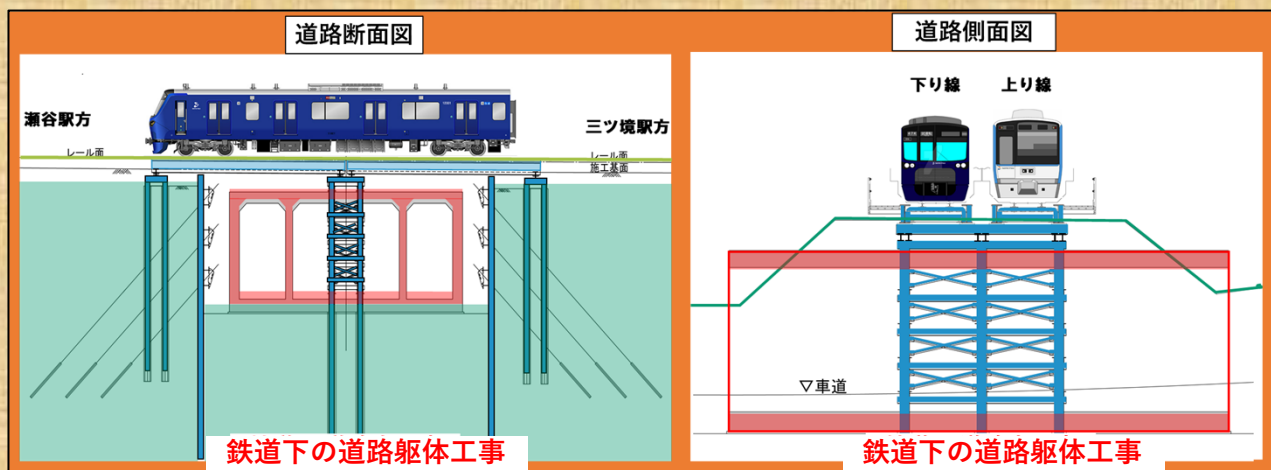 道路断面図
瀬谷駅方
三ツ境駅方
レール面
レール面
施工基面
鉄道下の道路躯体工事
道路側面図
下り線
上り線
▽車道
鉄道下の道路躯体工事